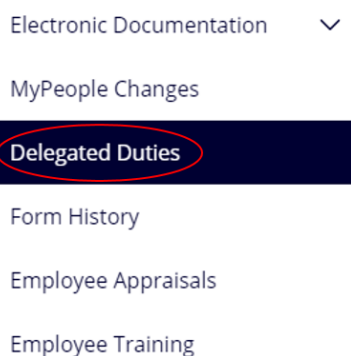 Electronic Documentation
MyPeople Changes
Delegated Duties
Form History
Employee Appraisals
Employee Training